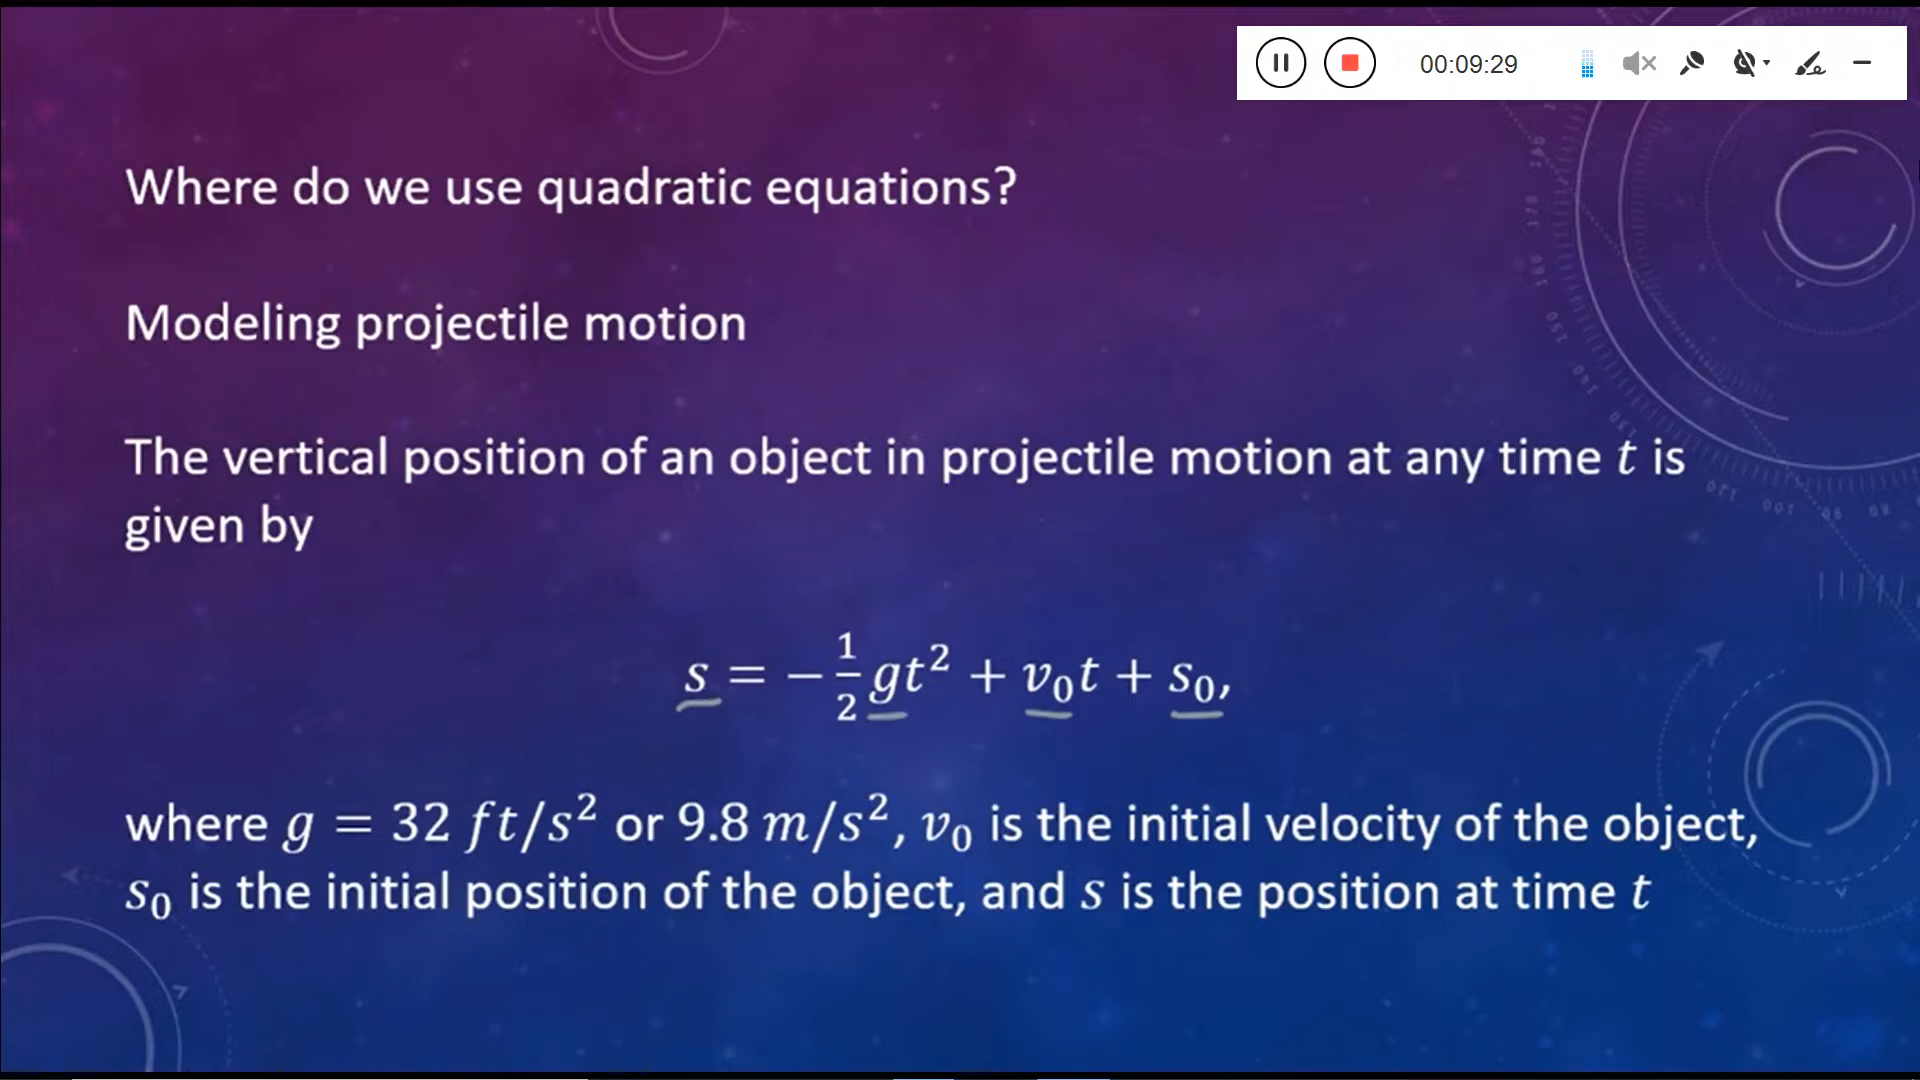 00:09:29
Where do we use quadratic equations?
Modeling projectile motion
The vertical position of an object in projectile motion at any time t is
given by
s = −½gt² + v₀t + s₀,
where g = 32 ft/s² or 9.8 m/s², v₀ is the initial velocity of the object,
s₀ is the initial position of the object, and s is the position at time t